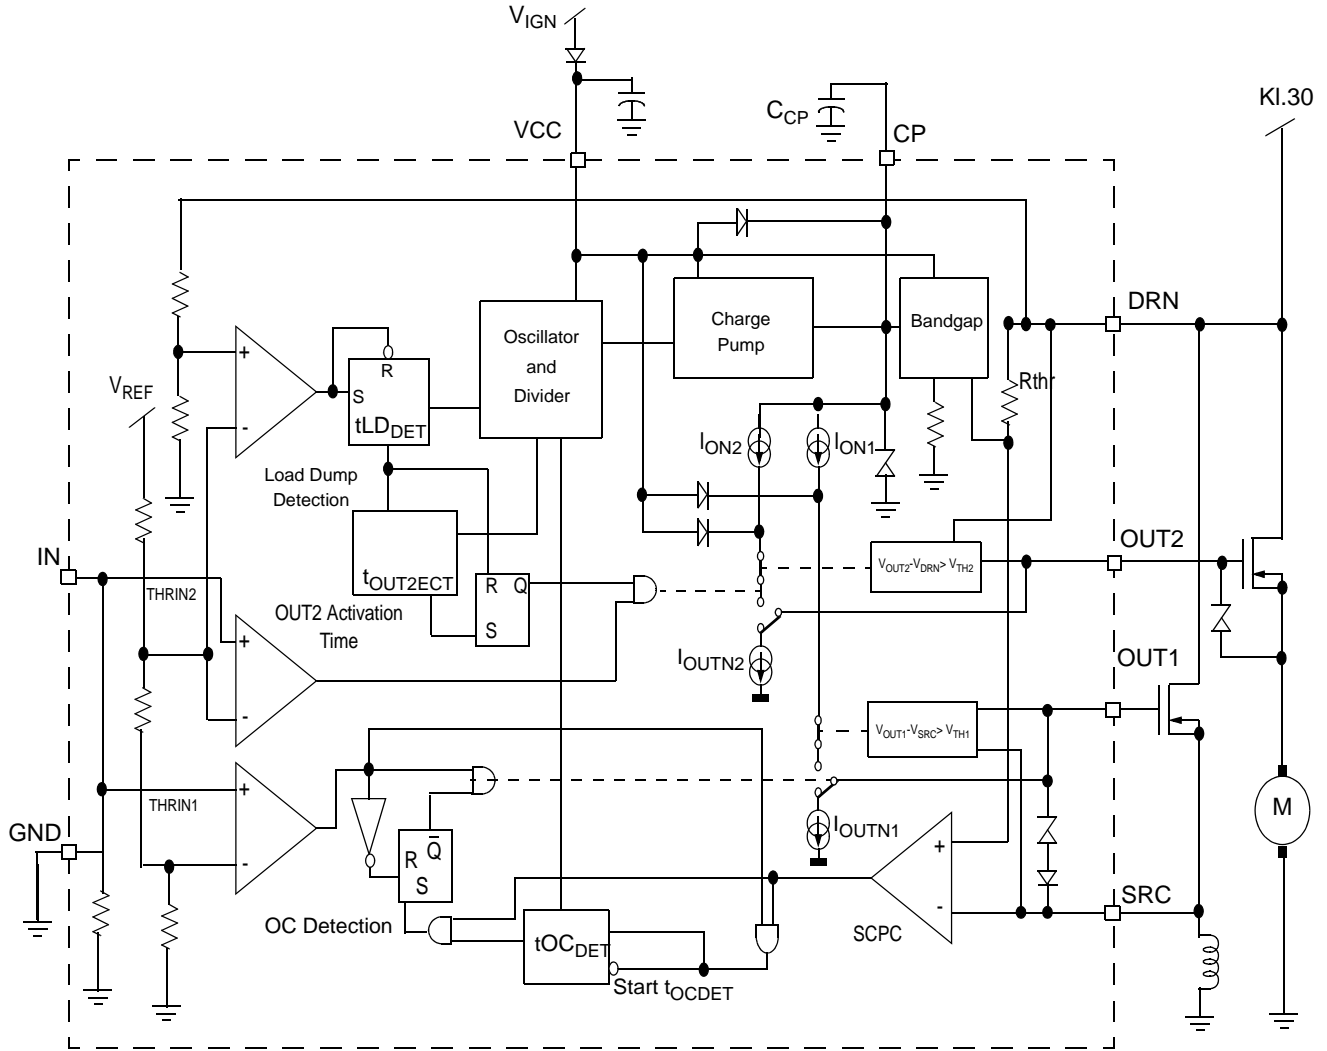 VIGN
Kl.30
CCP
VCC
CP
DRN
Oscillator
and
Divider
Charge
Pump
Bandgap
+
R
S
tLDDET
Rthr
VREF
-
ION2
ION1
Load Dump
Detection
OUT2
IN
tOUT2ECT
VOUT2-VDRN> VTH2
R Q
S
THRIN2
OUT2 Activation
Time
+
IOUTN2
OUT1
-
VOUT1-VSRC> VTH1
+
THRIN1
M
GND
IOUTN1
R Q̄
S
+
-
-
SRC
OC Detection
SCPC
tOCDET
Start tOCDET